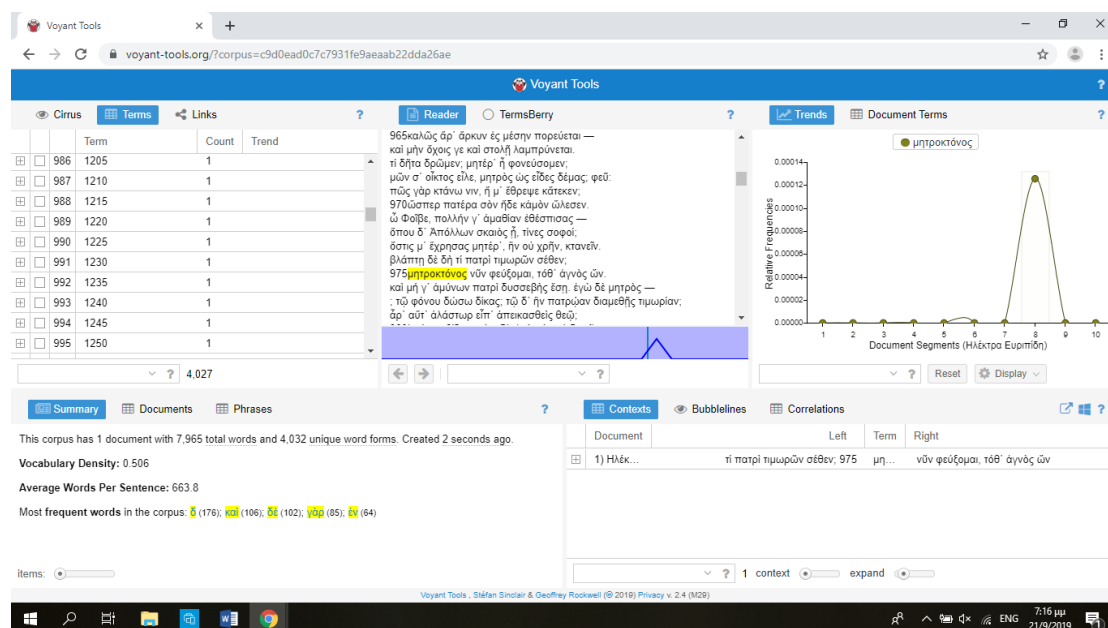 Voyant Tools
voyant-tools.org/?corpus=c9d0ead0c7c7931fe9aeaab22dda26ae
Voyant Tools ?
Cirrus Terms Links ?
Term Count Trend
986 1205 1
987 1210 1
988 1215 1
989 1220 1
990 1225 1
991 1230 1
992 1235 1
993 1240 1
994 1245 1
995 1250 1
? 4,027
Reader TermsBerry ?
965καλῶς ἄρ᾽ ἄρκυν ἐς μέσην πορεύεται —
καὶ μὴν ὄχοις γε καὶ στολῇ λαμπρύνεται.
τί δῆτα δρῶμεν; μητέρ᾽ ἦ φονεύσομεν;
μῶν σ᾽ οἶκτος εἷλε, μητρὸς ὡς εἶδες δέμας; φεῦ:
πῶς γὰρ κτάνω νιν, ἥ μ᾽ ἔθρεψε κἄτεκεν;
970ὥσπερ πατέρα σὸν ἥδε κἀμὸν ὤλεσεν.
ὦ Φοῖβε, πολλήν γ᾽ ἀμαθίαν ἐθέσπισας —
ὅπου δ᾽ Ἀπόλλων σκαιὸς ᾖ, τίνες σοφοί;
ὅστις μ᾽ ἔχρησας μητέρ᾽, ἣν οὐ χρῆν, κτανεῖν.
βλάπτῃ δὲ δὴ τί πατρὶ τιμωρῶν σέθεν;
975μητροκτόνος νῦν φεύξομαι, τόθ᾽ ἁγνὸς ὤν.
καὶ μή γ᾽ ἀμύνων πατρὶ δυσσεβὴς ἔσῃ. ἐγὼ δὲ μητρὸς —
; τῷ φόνου δώσω δίκας; τῷ δ᾽ ἢν πατρῴαν διαμεθῇς τιμωρίαν;
ἆρ᾽ αὔτ᾽ ἀλάστωρ εἶπ᾽ ἀπεικασθεὶς θεῷ;
?
Trends Document Terms ?
μητροκτόνος
0.00014
0.00012
0.00010
0.00008
0.00006
0.00004
0.00002
0.00000
Relative Frequencies
1 2 3 4 5 6 7 8 9 10
Document Segments (Ηλέκτρα Ευριπίδη)
? Reset Display
Summary Documents Phrases ?
This corpus has 1 document with 7,965 total words and 4,032 unique word forms. Created 2 seconds ago.
Vocabulary Density: 0.506
Average Words Per Sentence: 663.8
Most frequent words in the corpus: δ (176); καὶ (106); δὲ (102); γὰρ (85); ἐν (64)
items:
Contexts Bubblelines Correlations ?
Document Left Term Right
1) Ηλέκ... τί πατρὶ τιμωρῶν σέθεν; 975 μη... νῦν φεύξομαι, τόθ᾽ ἁγνὸς ὤν
? 1 context expand
Voyant Tools , Stéfan Sinclair & Geoffrey Rockwell (© 2019) Privacy v. 2.4 (M29)
ENG 7:16 μμ
21/9/2019